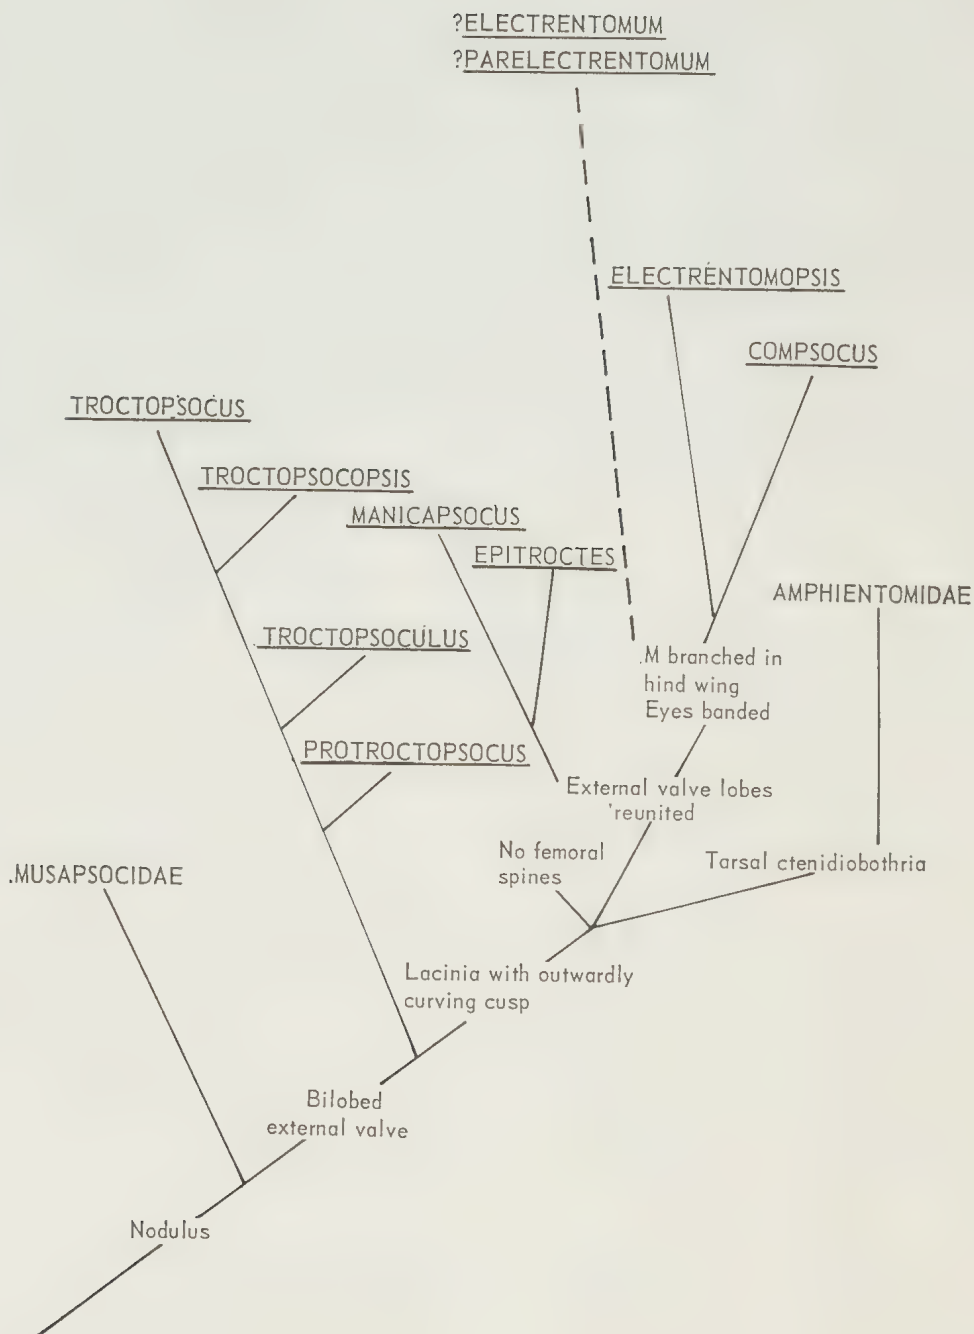 ?ELECTRENTOMUM
?PARELECTRENTOMUM
ELECTRENTOMOPSIS
COMPSOCUS
TROCTOPSOCUS
TROCTOPSOCOPSIS
MANICAPSOCUS
EPITROCTES
AMPHIENTOMIDAE
TROCTOPSOCULUS
M branched in
hind wing
Eyes banded
PROTROCTOPSOCUS
External valve lobes
'reunited
No femoral
spines
Tarsal ctenidiobothria
MUSAPSOCIDAE
Lacinia with outwardly
curving cusp
Bilobed
external valve
Nodulus